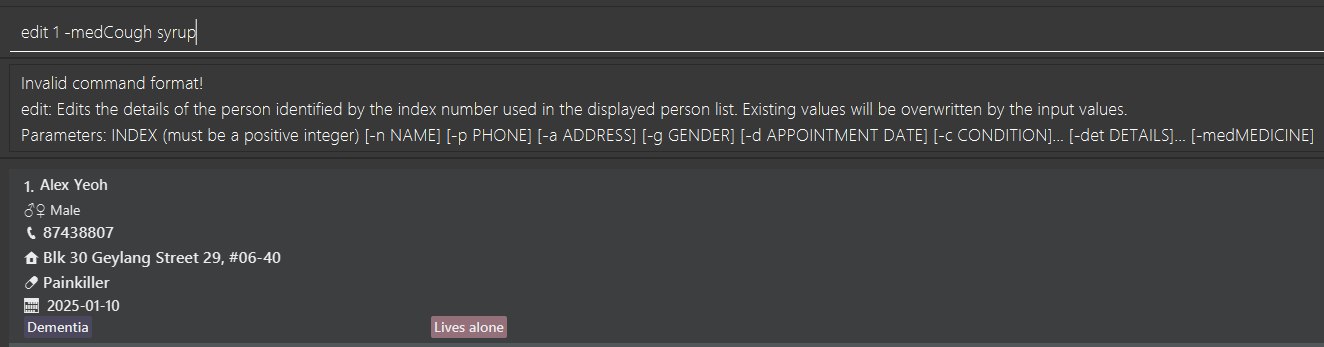 edit 1 -medCough syrup
Invalid command format!
edit: Edits the details of the person identified by the index number used in the displayed person list. Existing values will be overwritten by the input values.
Parameters: INDEX (must be a positive integer) [-n NAME] [-p PHONE] [-a ADDRESS] [-g GENDER] [-d APPOINTMENT DATE] [-c CONDITION]... [-det DETAILS]... [-medMEDICINE]
1. Alex Yeoh
♂♀ Male
87438807
Blk 30 Geylang Street 29, #06-40
Painkiller
2025-01-10
Dementia Lives alone